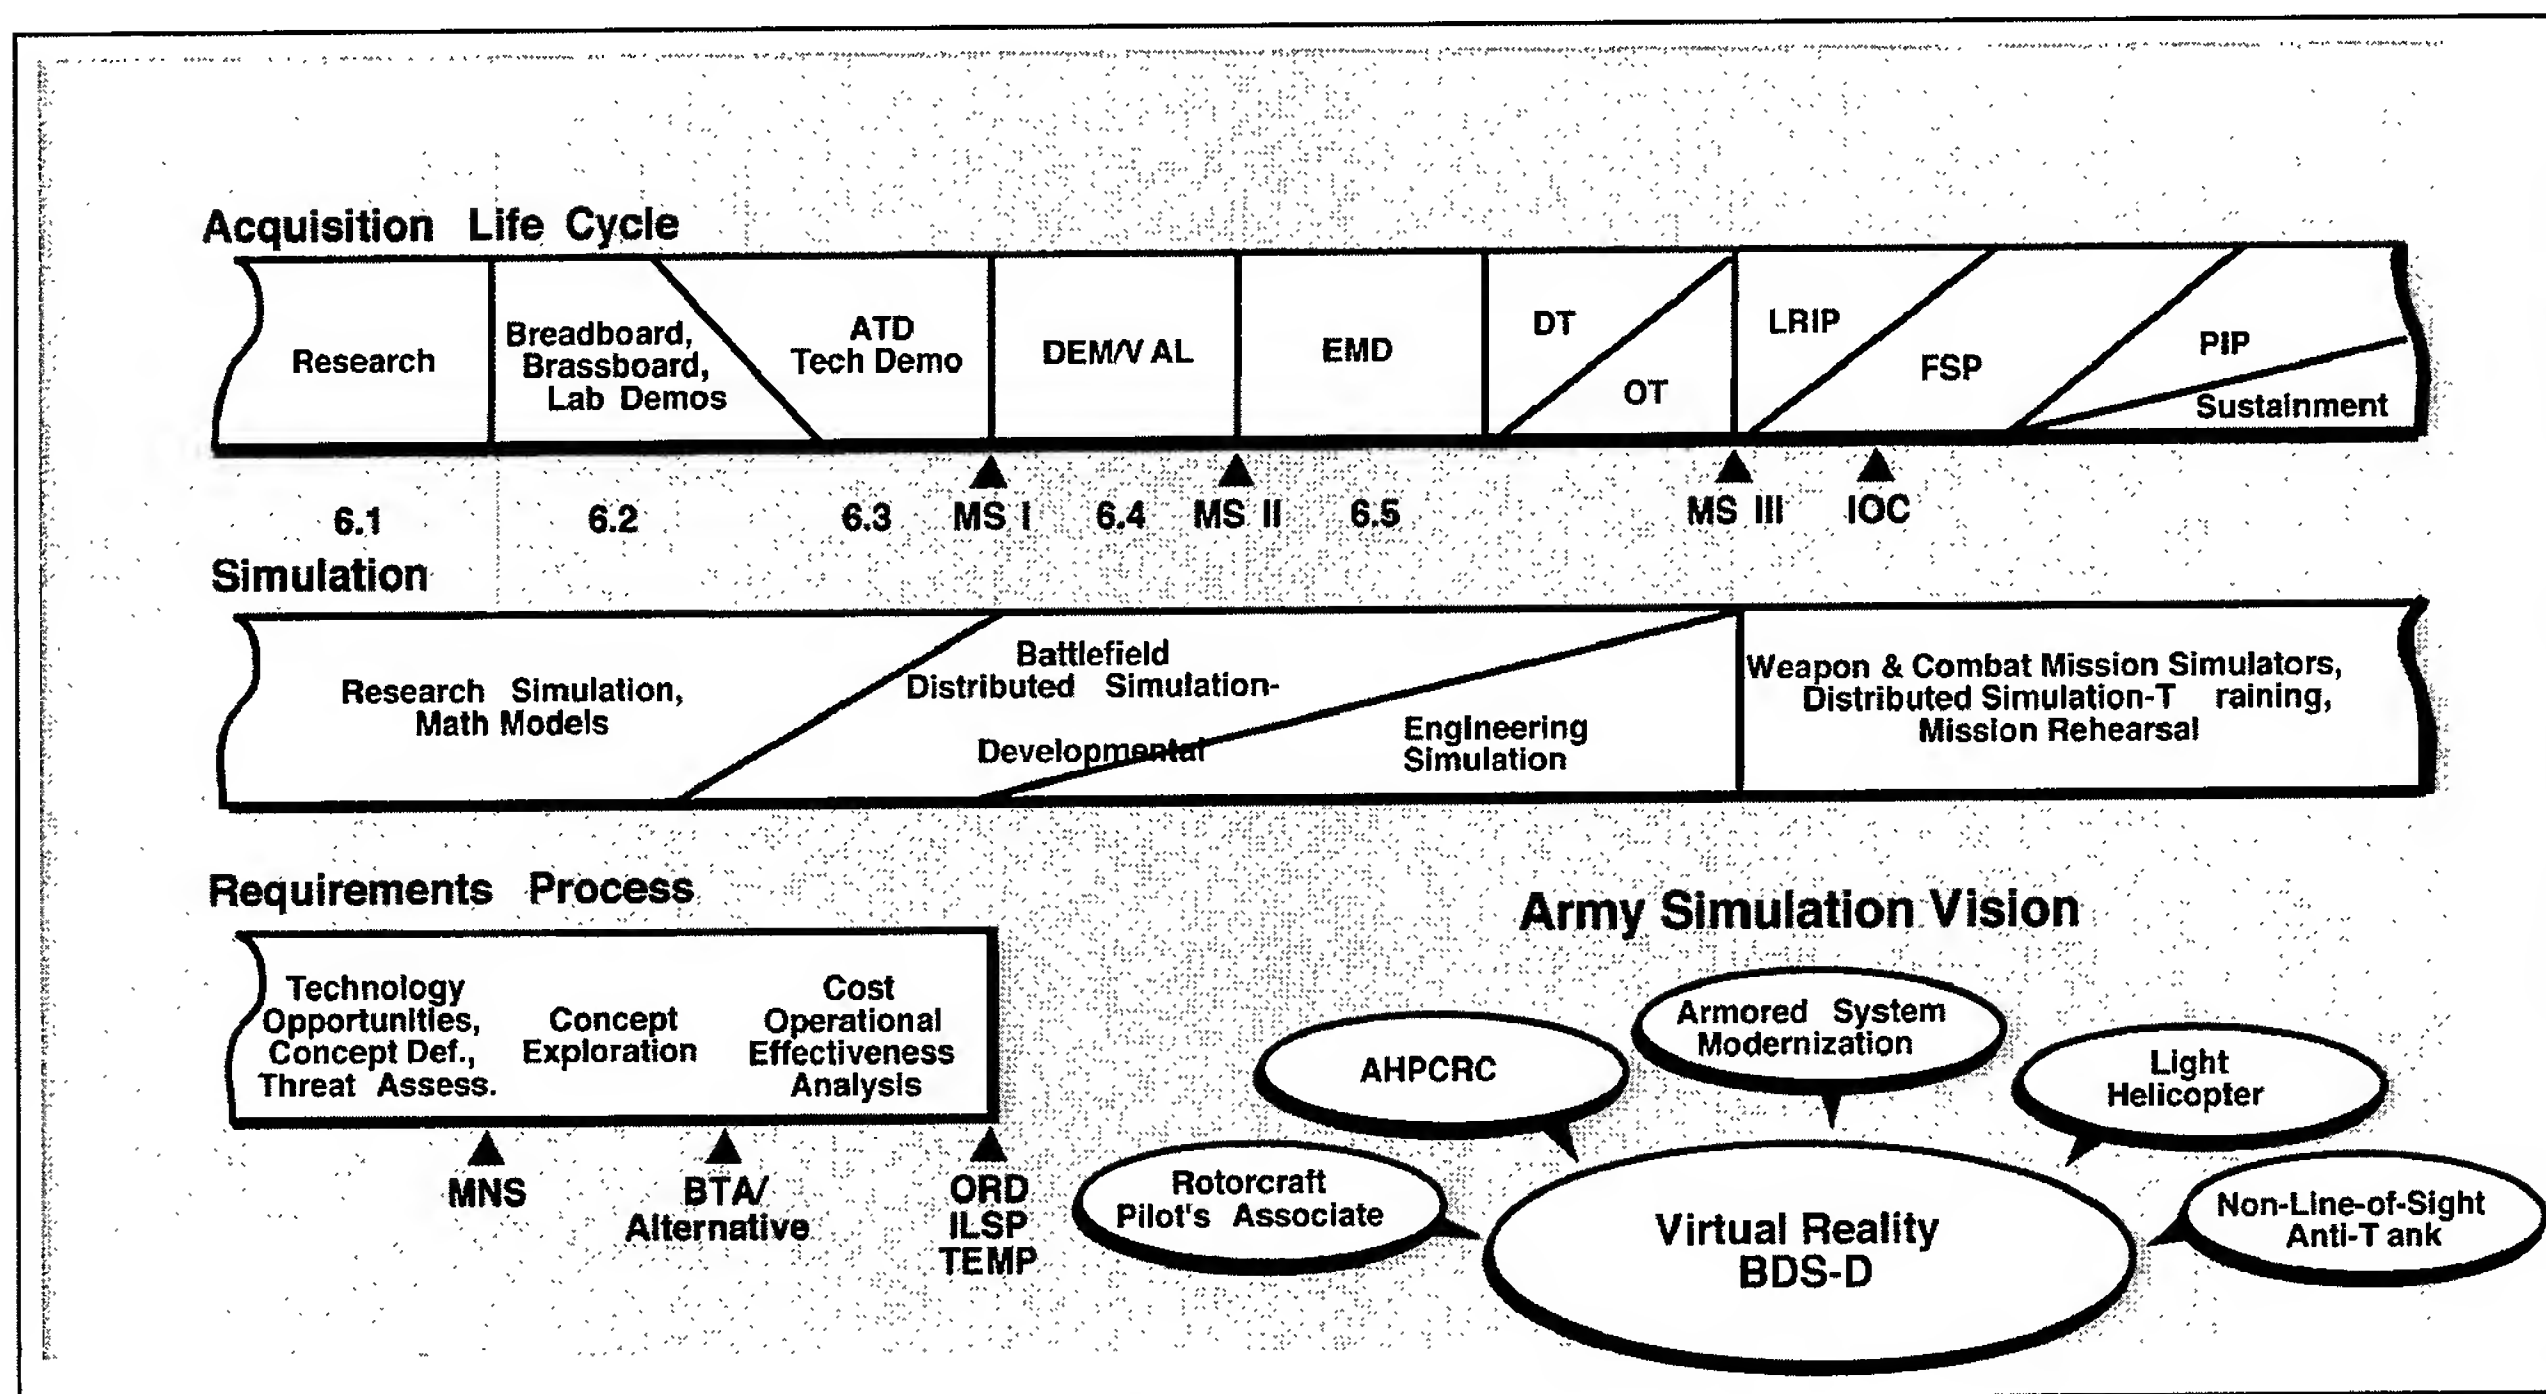 Acquisition Life Cycle
Research
Breadboard,
Brassboard,
Lab Demos
ATD
Tech Demo
DEM/V AL
EMD
DT
OT
LRIP
FSP
PIP
Sustainment
6.1
6.2
6.3
MS I
6.4
MS II
6.5
MS III
IOC
Simulation
Research Simulation,
Math Models
Battlefield
Distributed Simulation-
Developmental
Engineering
Simulation
Weapon & Combat Mission Simulators,
Distributed Simulation-T raining,
Mission Rehearsal
Requirements Process
Technology
Opportunities,
Concept Def.,
Threat Assess.
Concept
Exploration
Cost
Operational
Effectiveness
Analysis
MNS
BTA/
Alternative
ORD
ILSP
TEMP
Army Simulation Vision
Rotorcraft
Pilot's Associate
AHPCRC
Armored System
Modernization
Light
Helicopter
Non-Line-of-Sight
Anti-T ank
Virtual Reality
BDS-D